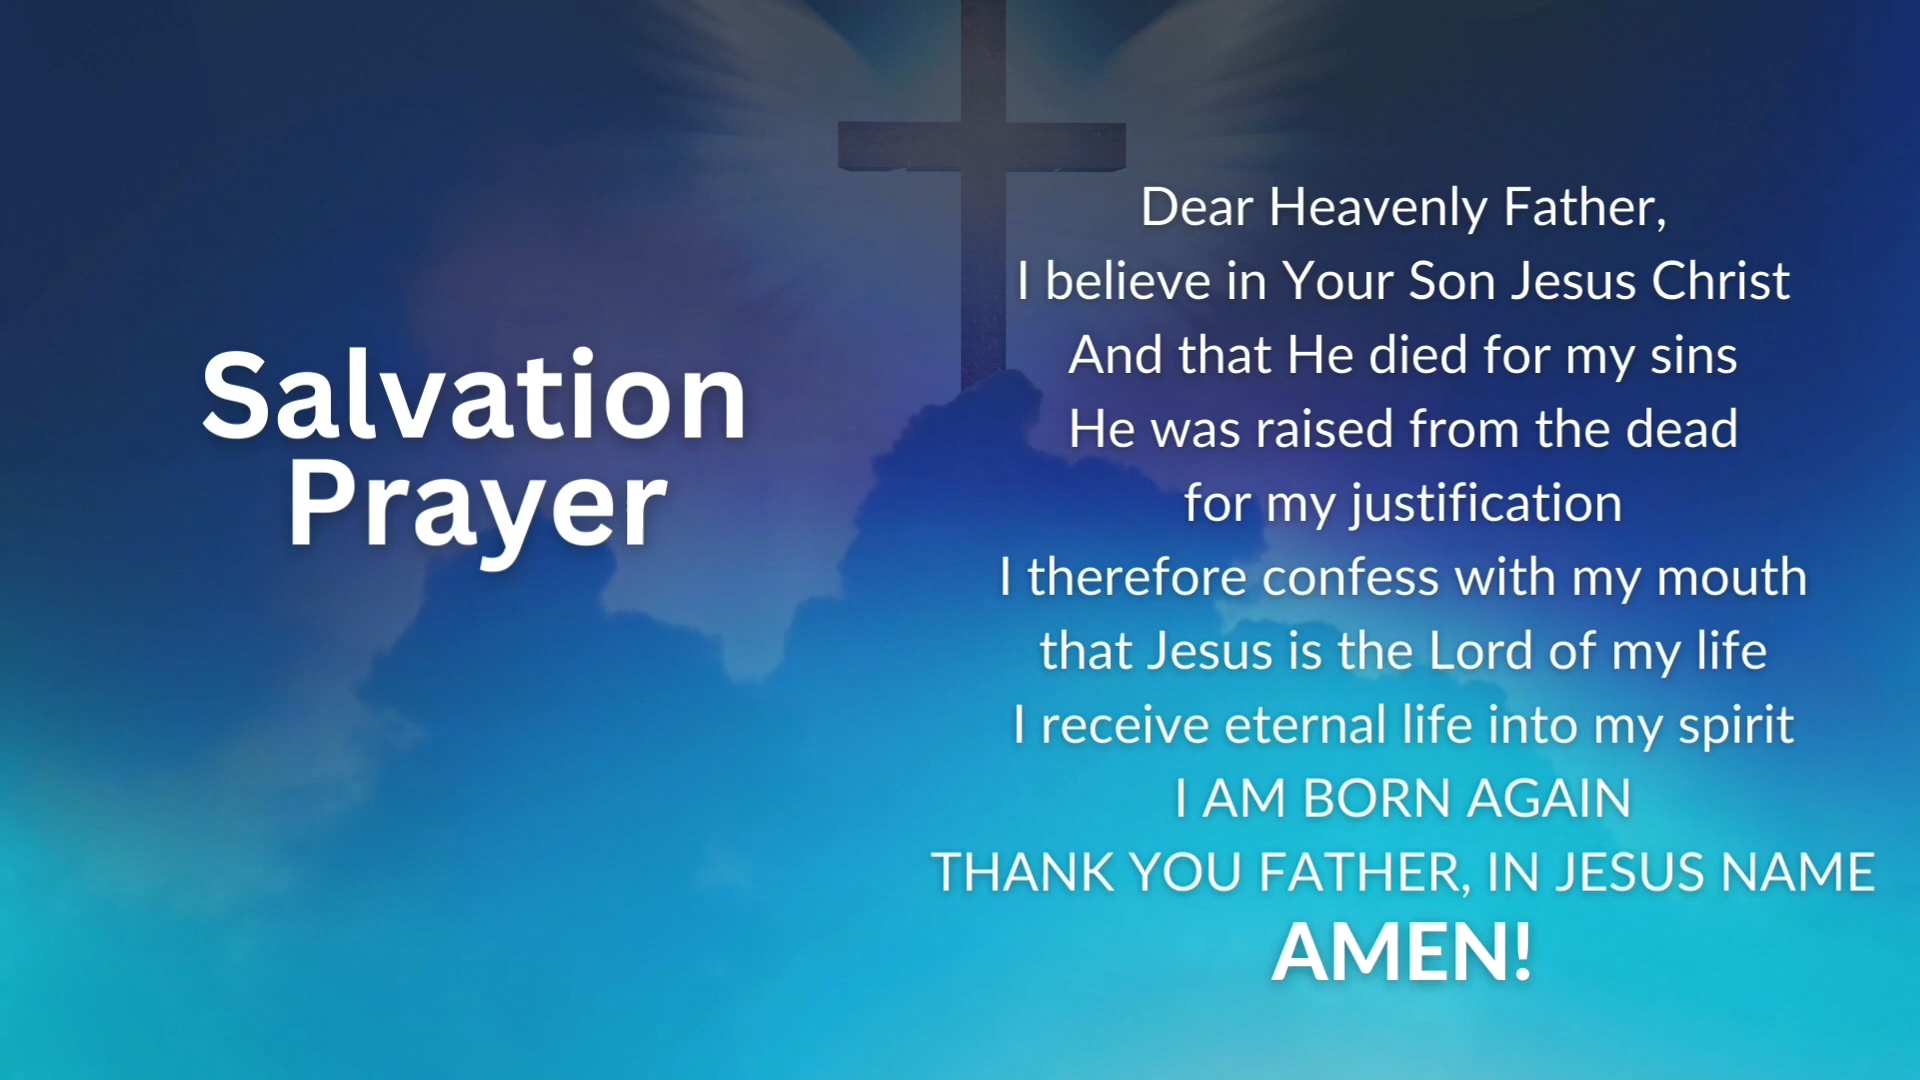 Salvation
Prayer
Dear Heavenly Father,
I believe in Your Son Jesus Christ
And that He died for my sins
He was raised from the dead
for my justification
I therefore confess with my mouth
that Jesus is the Lord of my life
I receive eternal life into my spirit
I AM BORN AGAIN
THANK YOU FATHER, IN JESUS NAME
AMEN!